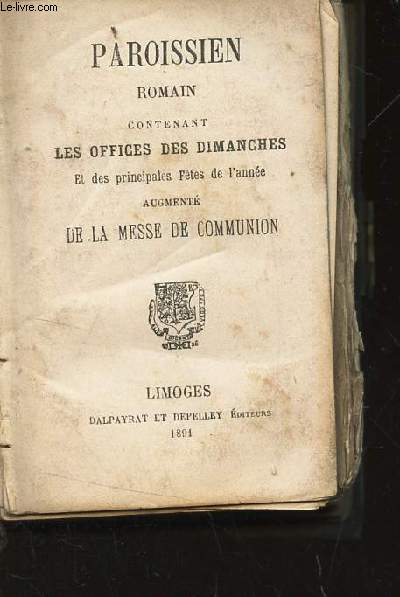 Le-livre.com
PAROISSIEN
ROMAIN
CONTENANT
LES OFFICES DES DIMANCHES
Et des principales Fêtes de l'année
AUGMENTÉ
DE LA MESSE DE COMMUNION
LIMOGES
DALPAYRAT ET DEPELLEY ÉDITEURS
1891